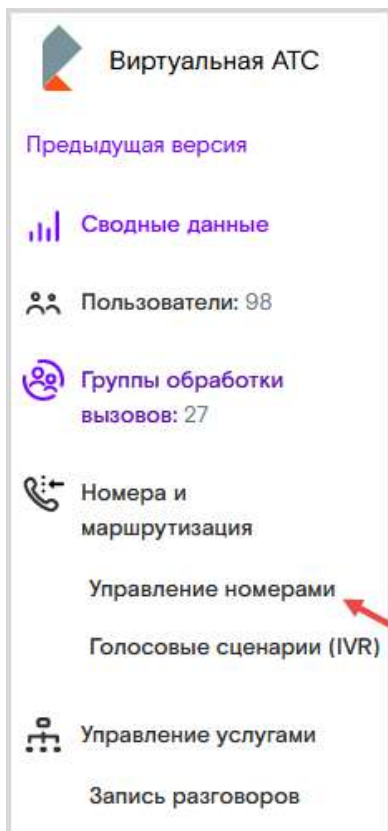 Виртуальная АТС
Предыдущая версия
Сводные данные
Пользователи: 98
Группы обработки
вызовов: 27
Номера и
маршрутизация
Управление номерами
Голосовые сценарии (IVR)
Управление услугами
Запись разговоров